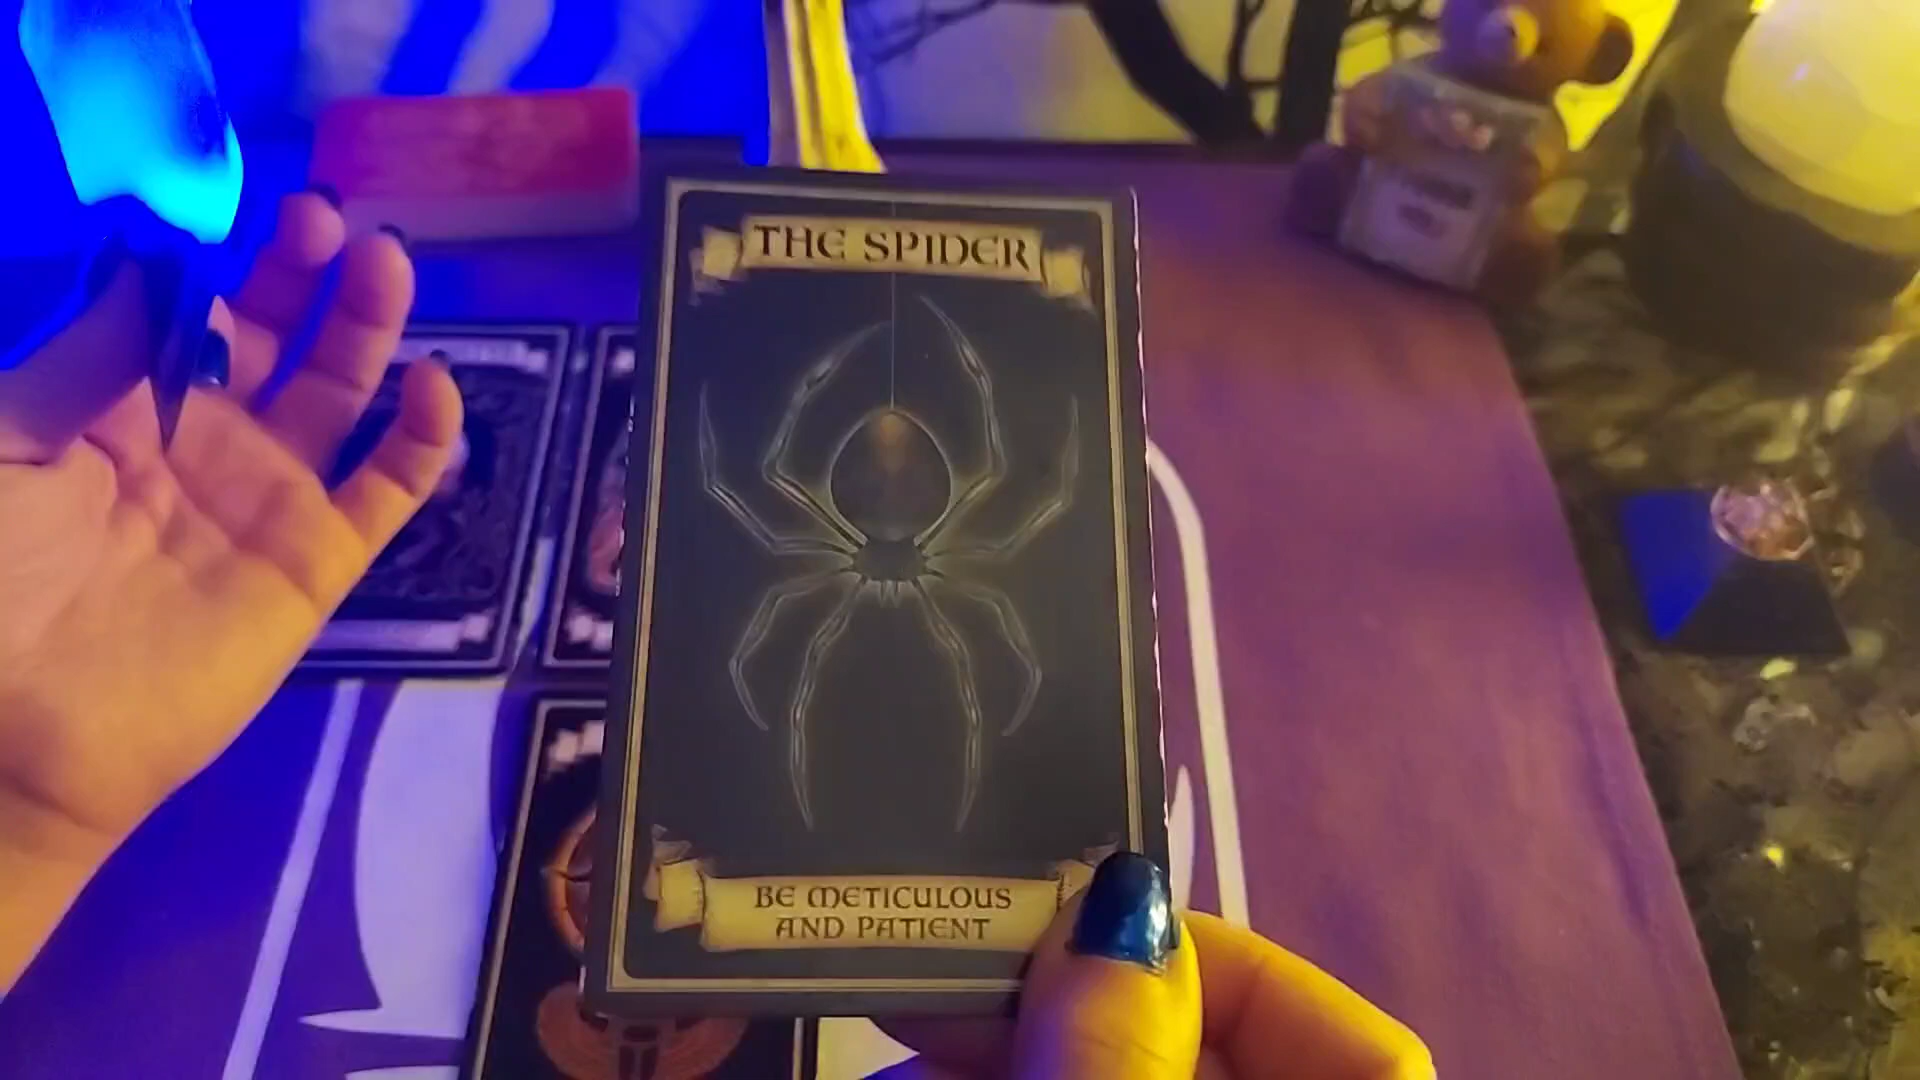 THE SPIDER
BE METICULOUS
AND PATIENT